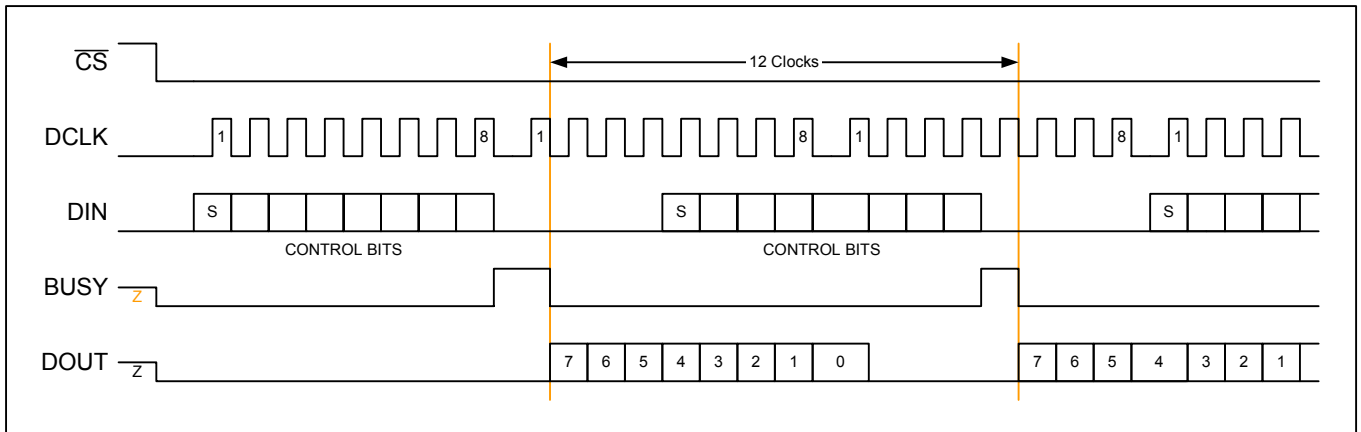 CS
12 Clocks
DCLK 1 8 1 8 1 8 1
DIN S S S
CONTROL BITS CONTROL BITS
BUSY Z
DOUT Z 7 6 5 4 3 2 1 0 7 6 5 4 3 2 1